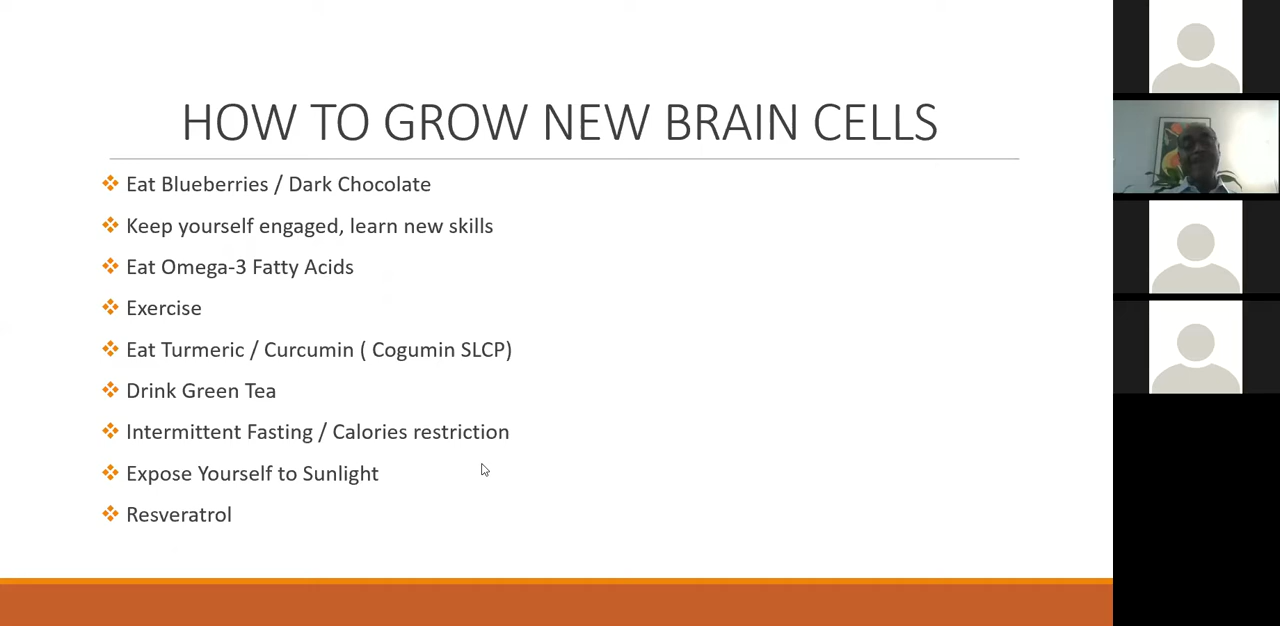 HOW TO GROW NEW BRAIN CELLS
Eat Blueberries / Dark Chocolate
Keep yourself engaged, learn new skills
Eat Omega-3 Fatty Acids
Exercise
Eat Turmeric / Curcumin ( Cogumin SLCP)
Drink Green Tea
Intermittent Fasting / Calories restriction
Expose Yourself to Sunlight
Resveratrol